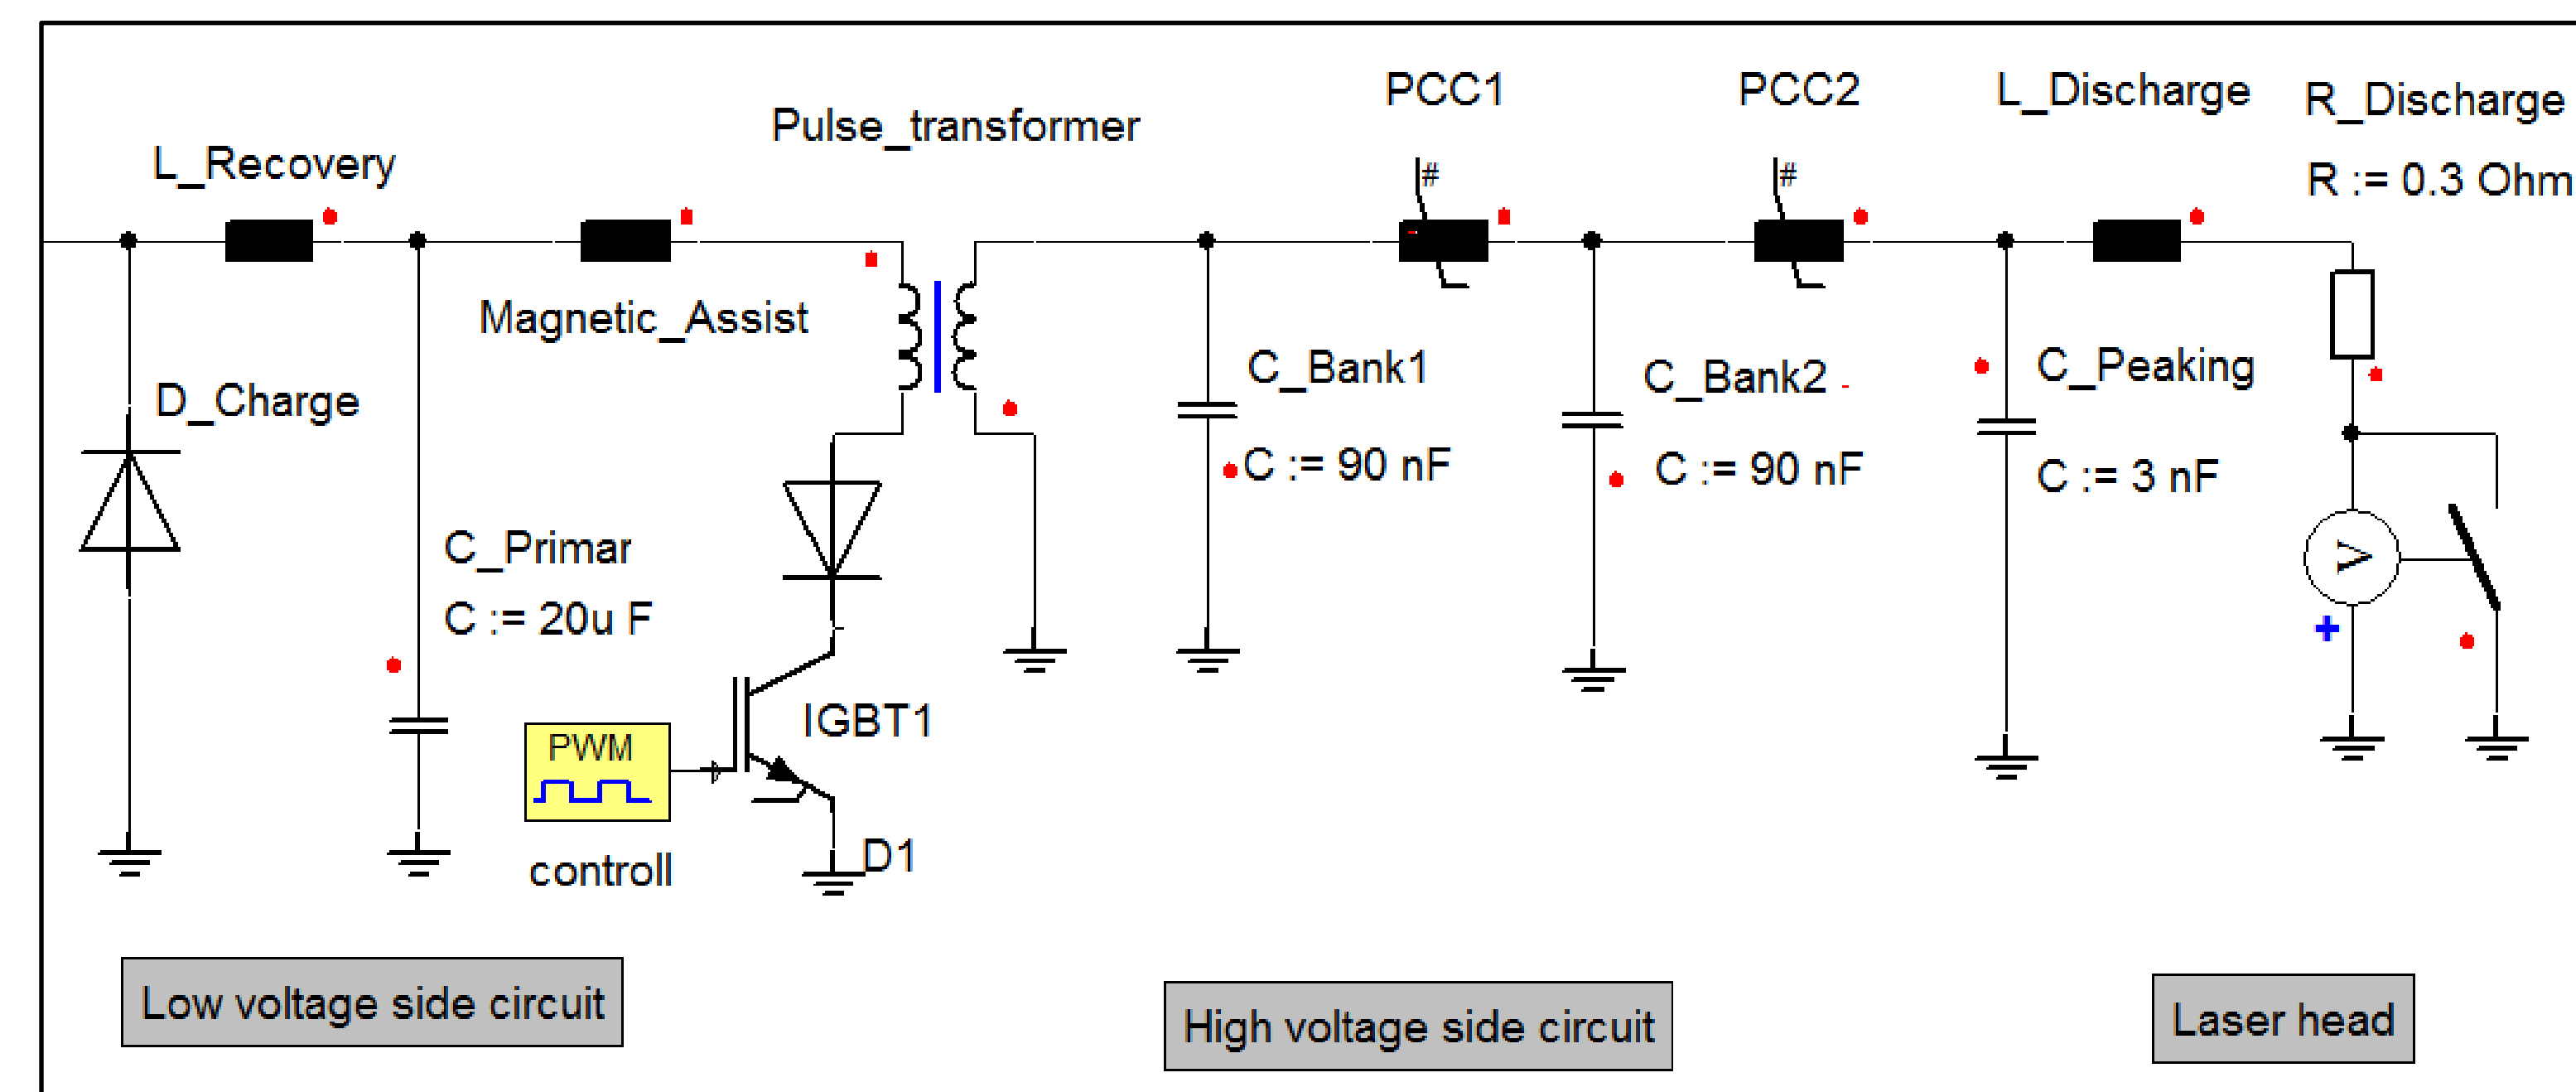 PCC1
PCC2
L_Discharge
R_Discharge
R := 0.3 Ohm
Pulse_transformer
L_Recovery
#
#
Magnetic_Assist
D_Charge
C_Bank1
C := 90 nF
C_Bank2
C := 90 nF
C_Peaking
C := 3 nF
C_Primar
C := 20u F
V
+
IGBT1
PWM
controll
D1
Low voltage side circuit
High voltage side circuit
Laser head